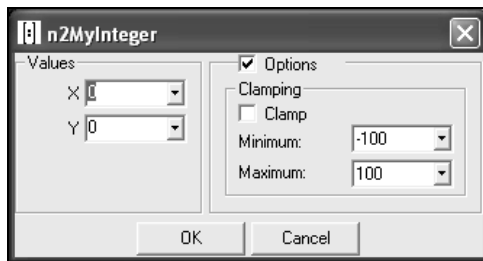 n2MyInteger
Values
X 0
Y 0
Options
Clamping
Clamp
Minimum: -100
Maximum: 100
OK Cancel